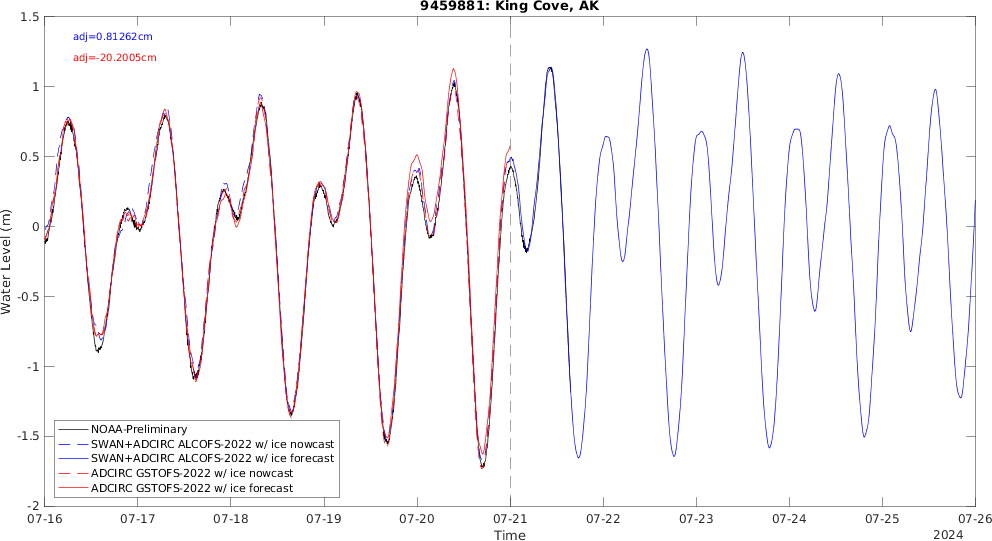 9459881: King Cove, AK
adj=0.81262cm
adj=-20.2005cm
1.5
1
0.5
0
-0.5
-1
-1.5
-2
Water Level (m)
NOAA-Preliminary
SWAN+ADCIRC ALCOFS-2022 w/ ice nowcast
SWAN+ADCIRC ALCOFS-2022 w/ ice forecast
ADCIRC GSTOFS-2022 w/ ice nowcast
ADCIRC GSTOFS-2022 w/ ice forecast
07-16 07-17 07-18 07-19 07-20 07-21 07-22 07-23 07-24 07-25 07-26
Time
2024